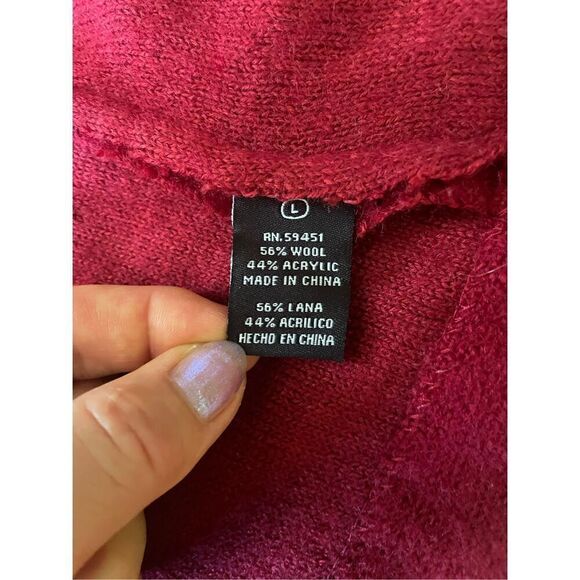 L
RN.59451
56% WOOL
44% ACRYLIC
MADE IN CHINA
56% LANA
44% ACRILICO
HECHO EN CHINA